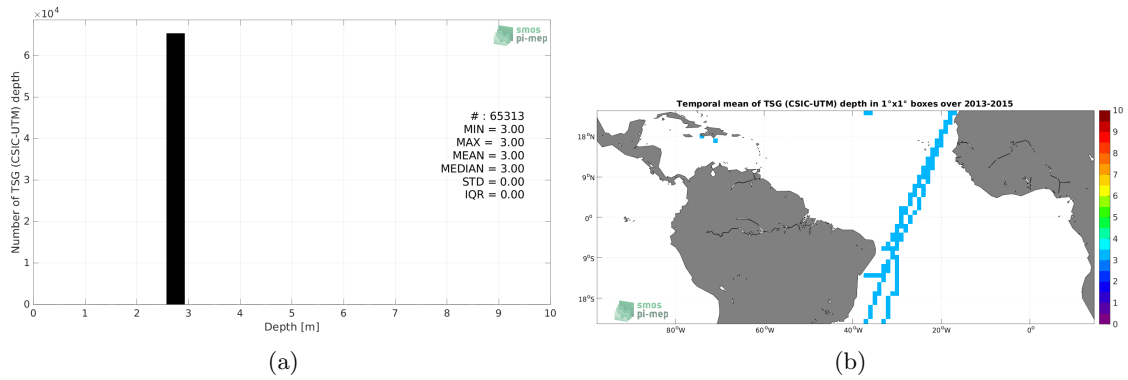 ×10⁴
smos
pi-mep
Number of TSG (CSIC-UTM) depth
6
5
4
3
2
1
0
# : 65313
MIN = 3.00
MAX = 3.00
MEAN = 3.00
MEDIAN = 3.00
STD = 0.00
IQR = 0.00
0 1 2 3 4 5 6 7 8 9 10
Depth [m]
(a)
Temporal mean of TSG (CSIC-UTM) depth in 1°x1° boxes over 2013-2015
18°N
9°N
0°
9°S
18°S
80°W 60°W 40°W 20°W 0°
smos
pi-mep
10
9
8
7
6
5
4
3
2
1
0
(b)